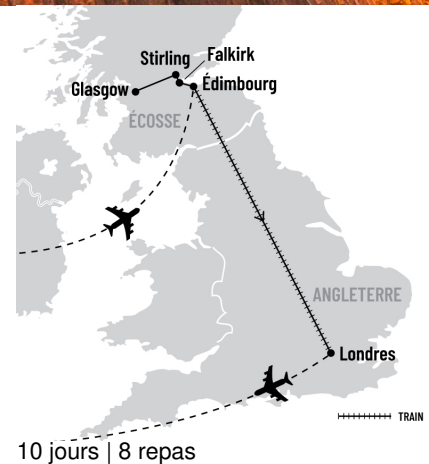 Stirling
Falkirk
Glasgow
Édimbourg
ÉCOSSE
ANGLETERRE
Londres
TRAIN
10 jours | 8 repas